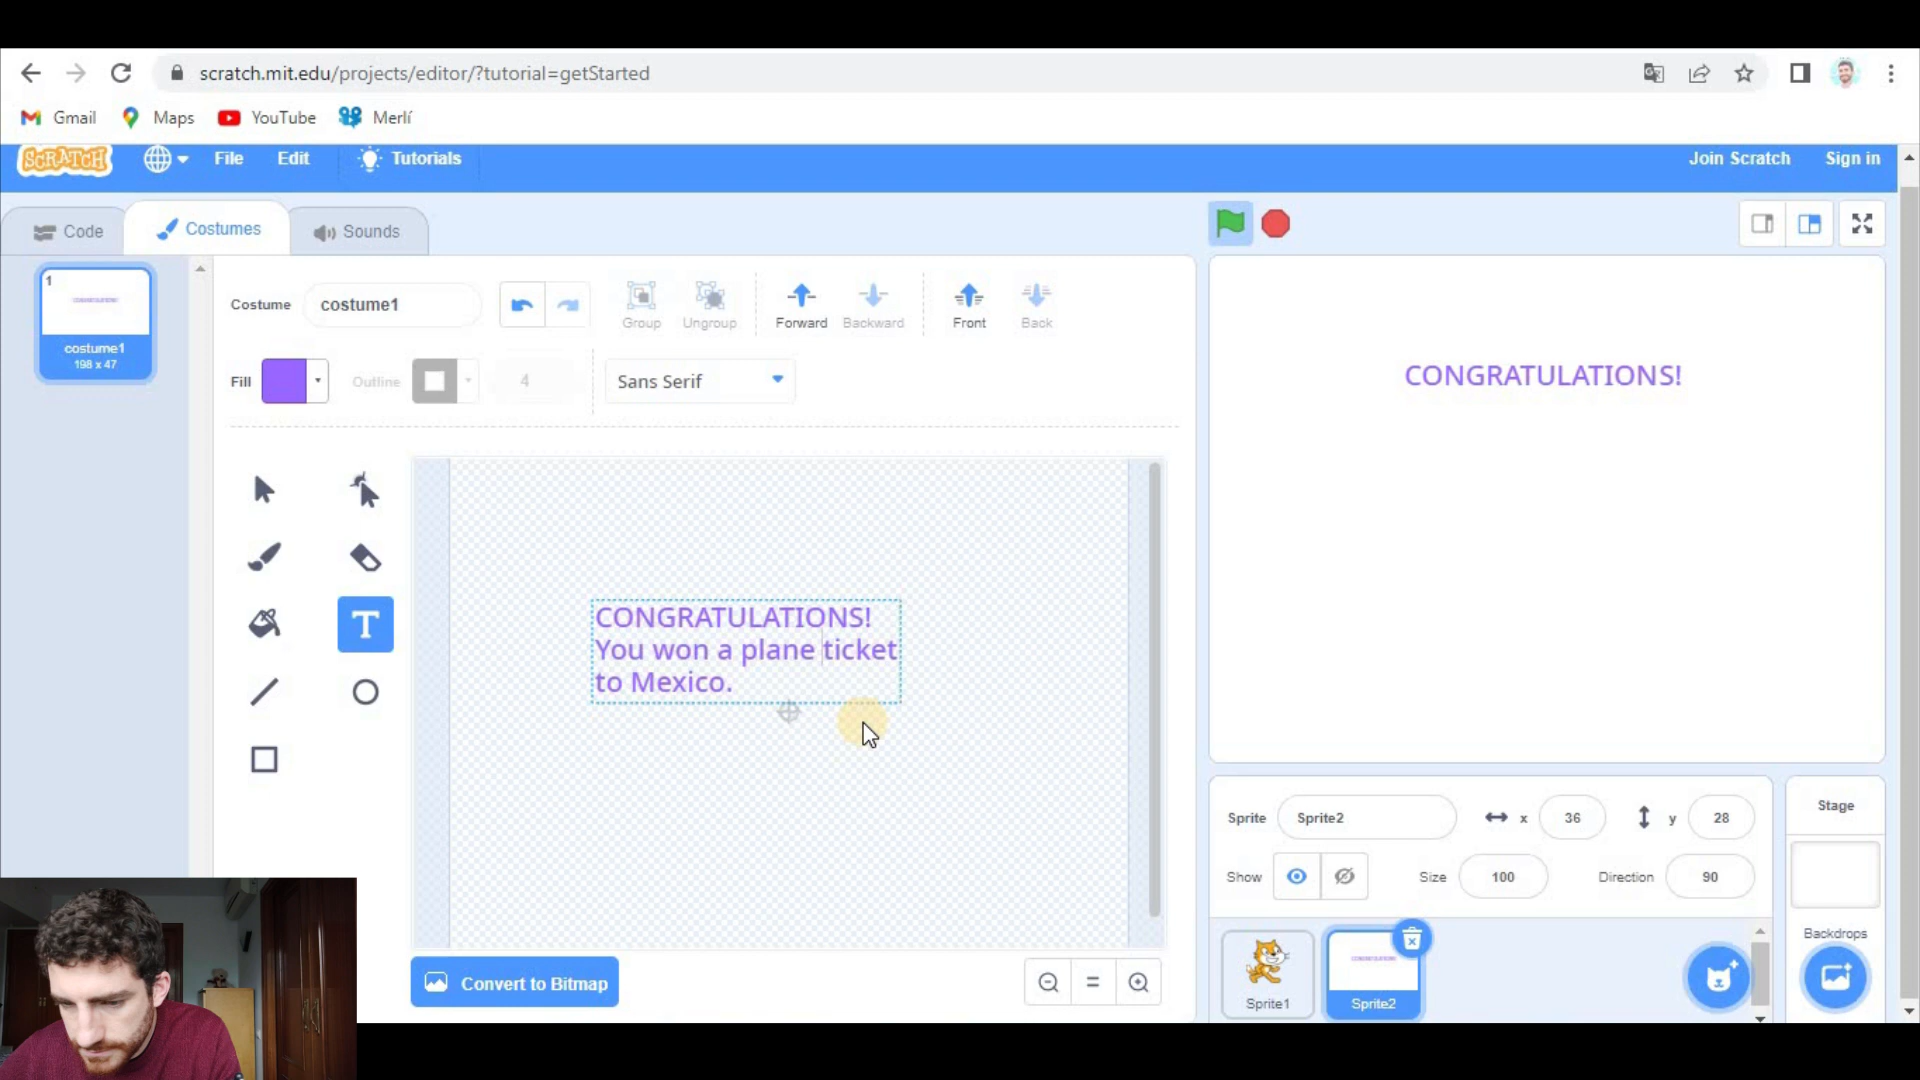 scratch.mit.edu/projects/editor/?tutorial=getStarted
Gmail Maps YouTube Merlí
SCRATCH File Edit Tutorials Join Scratch Sign in
Code Costumes Sounds
1
costume1
198 x 47
Costume costume1 Group Ungroup Forward Backward Front Back
Fill Outline 4 Sans Serif
T
CONGRATULATIONS!
You won a plane ticket
to Mexico.
Convert to Bitmap
CONGRATULATIONS!
Sprite Sprite2 x 36 y 28
Show Size 100 Direction 90
Sprite1
CONGRATULATIONS!
Sprite2
Stage
Backdrops